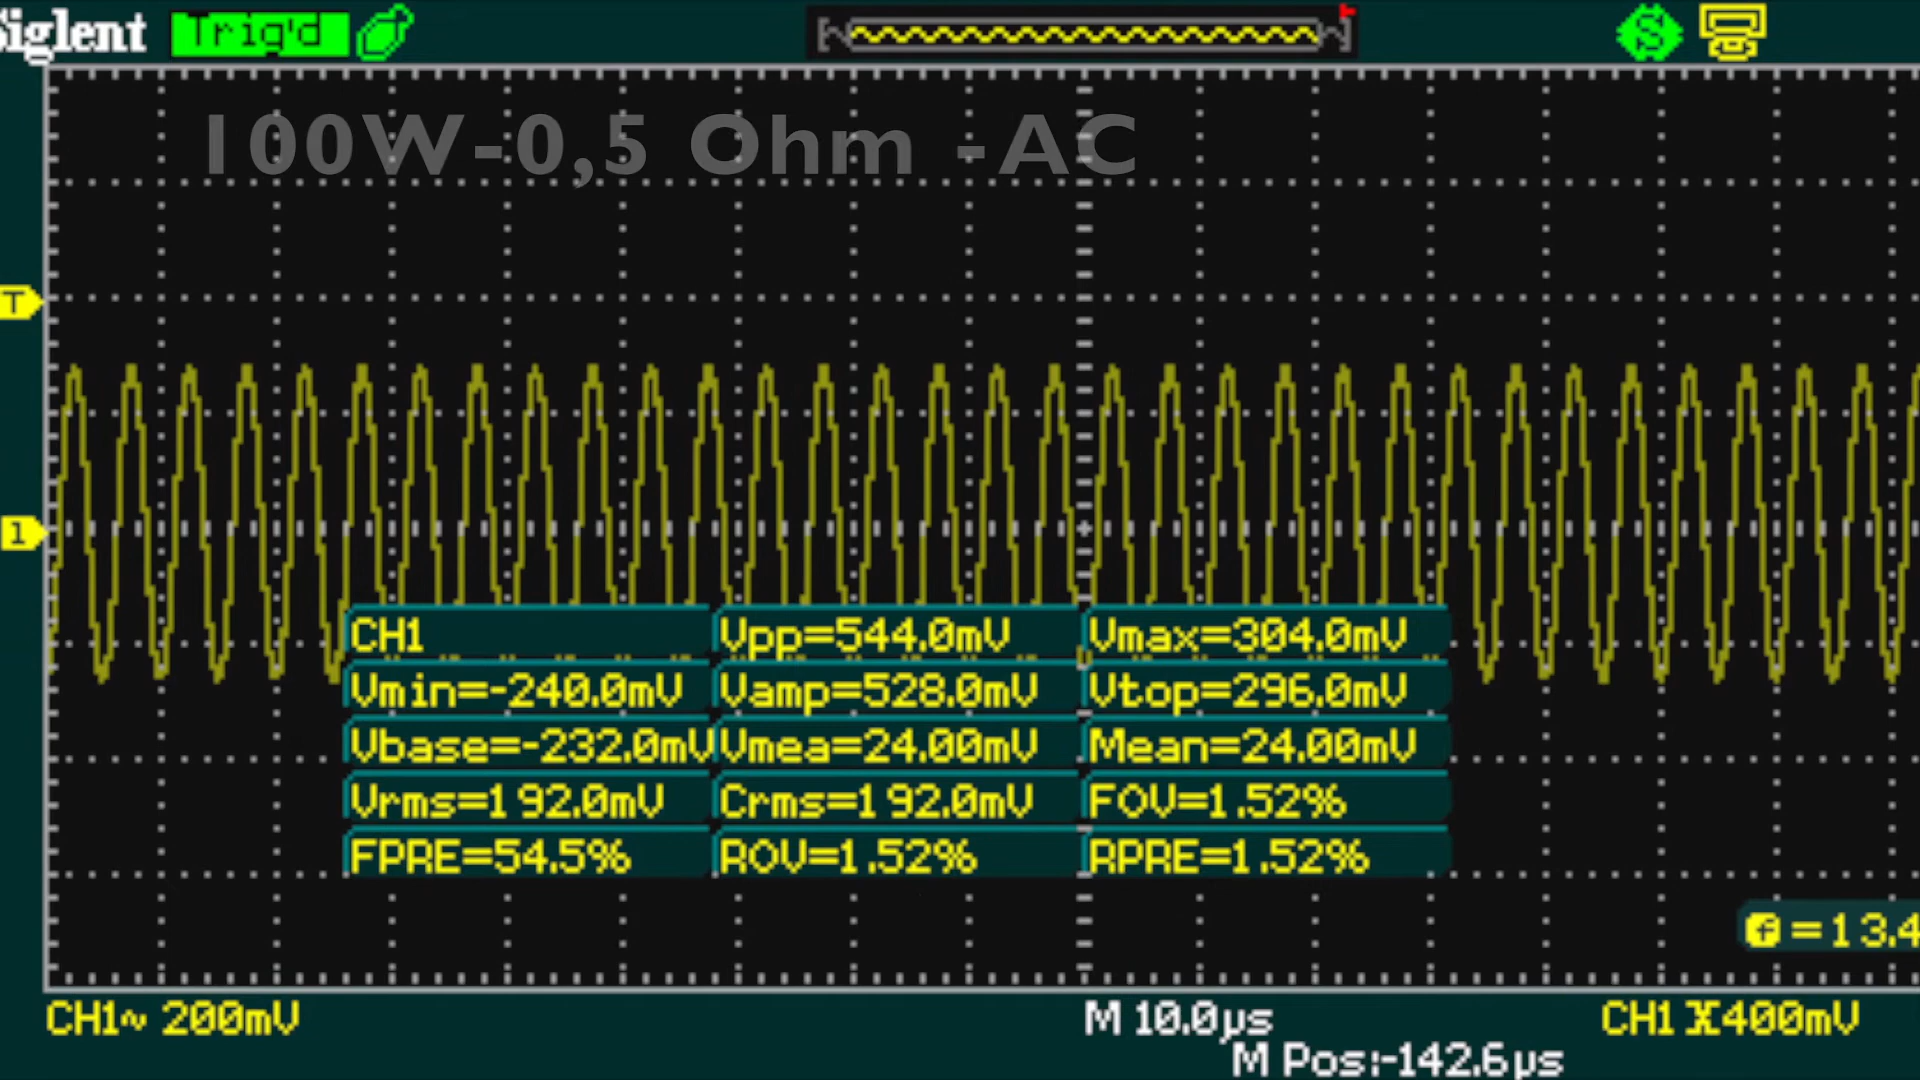 Siglent Trig'd
100W-0,5 Ohm -AC
T
1
CH1 Vpp=544.0mV Vmax=304.0mV
Vmin=-240.0mV Vamp=528.0mV Vtop=296.0mV
Vbase=-232.0mV Vmea=24.00mV Mean=24.00mV
Vrms=192.0mV Crms=192.0mV FOV=1.52%
FPRE=54.5% ROV=1.52% RPRE=1.52%
f =13.4
CH1~ 200mV M 10.0µs CH1 400mV
M Pos:-142.6µs